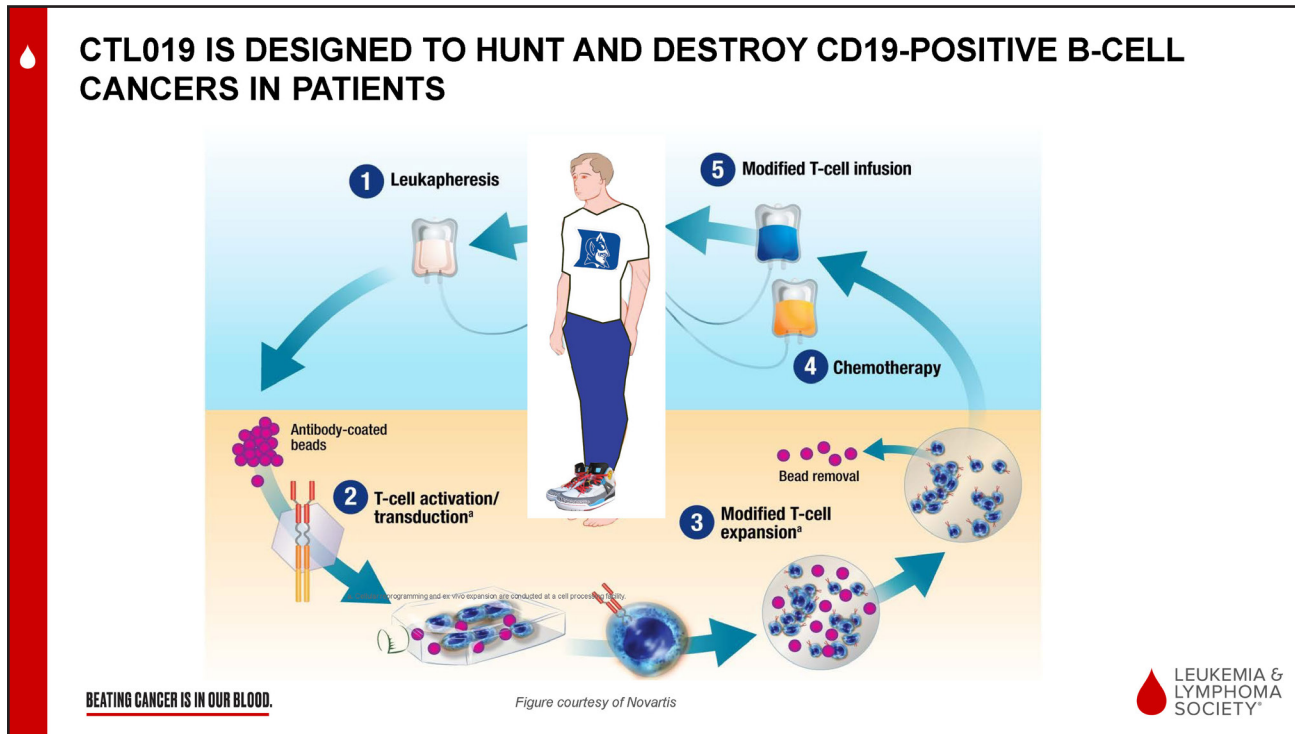 CTL019 IS DESIGNED TO HUNT AND DESTROY CD19-POSITIVE B-CELL
CANCERS IN PATIENTS
1 Leukapheresis
5 Modified T-cell infusion
4 Chemotherapy
Antibody-coated
beads
2 T-cell activation/
transductionᵃ
Bead removal
3 Modified T-cell
expansionᵃ
programming and ex vivo expansion are conducted at a cell processing facility.
BEATING CANCER IS IN OUR BLOOD.
Figure courtesy of Novartis
LEUKEMIA &
LYMPHOMA
SOCIETY®